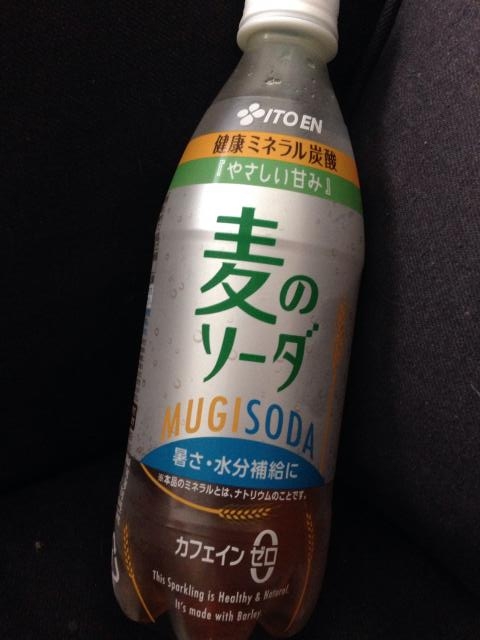 ITO EN
健康ミネラル炭酸
『やさしい甘み』
麦の
ソーダ
MUGISODA
暑さ・水分補給に
※本品のミネラルとは、ナトリウムのことです。
カフェインゼロ
0
This Sparkling is Healthy & Natural.
It's made with Barley.